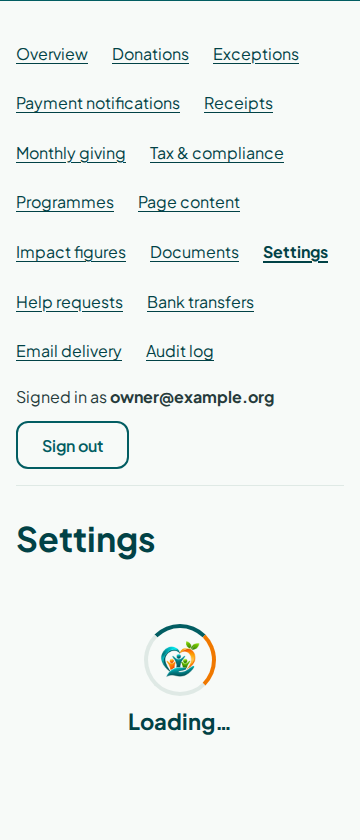 Overview Donations Exceptions
Payment notifications Receipts
Monthly giving Tax & compliance
Programmes Page content
Impact figures Documents Settings
Help requests Bank transfers
Email delivery Audit log
Signed in as owner@example.org
Sign out
Settings
Loading…